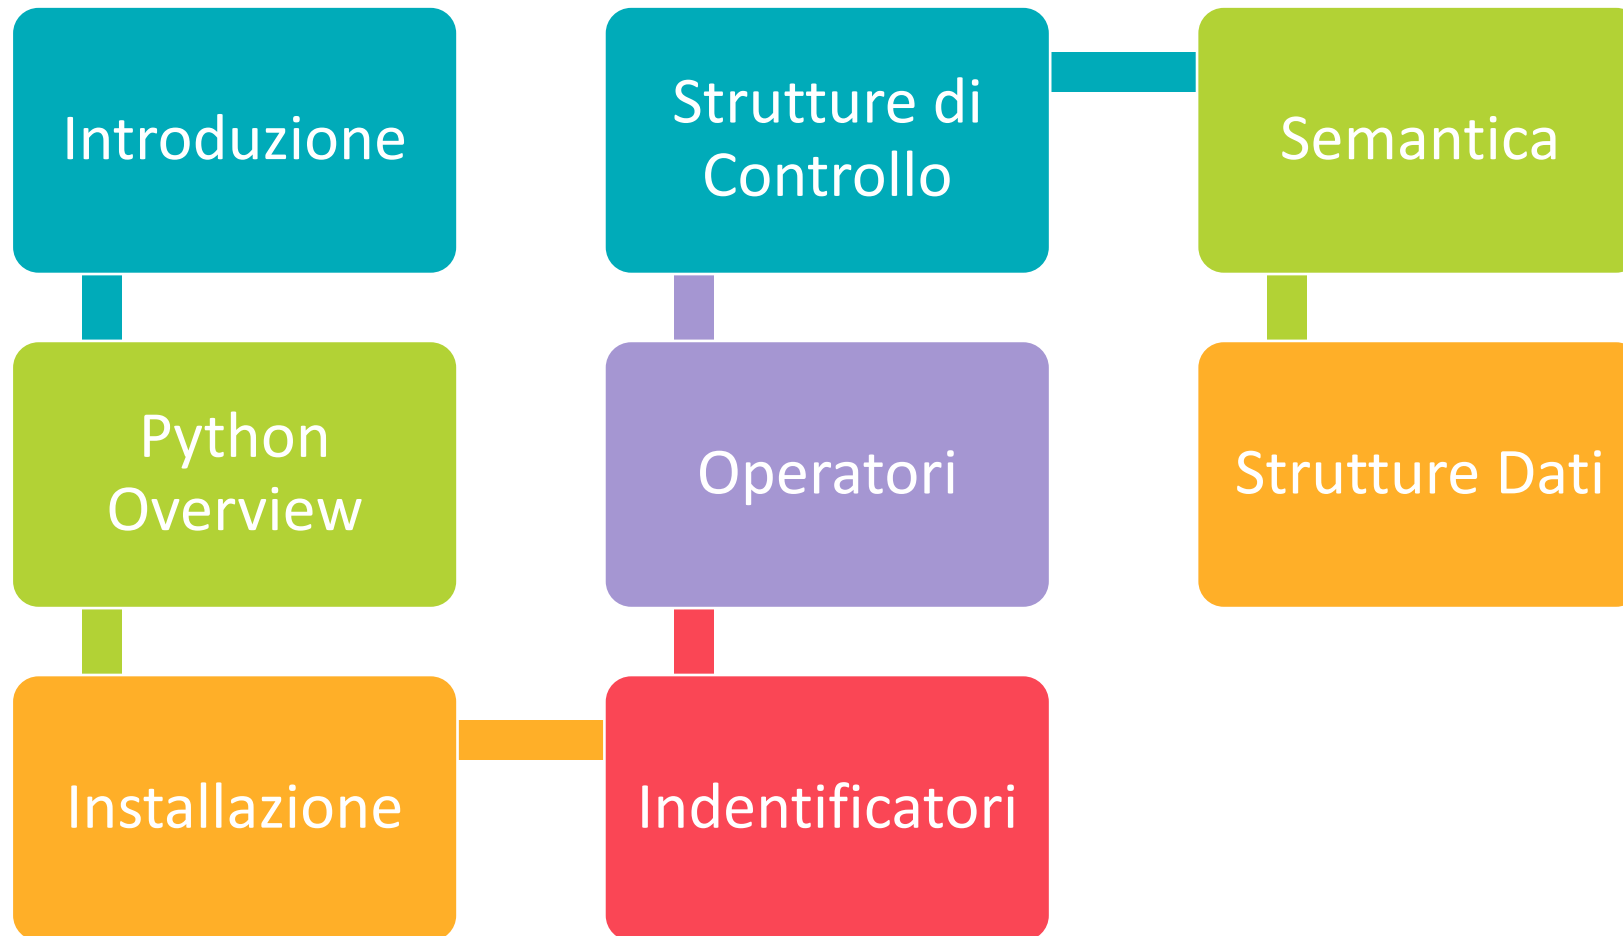 Introduzione
Python
Overview
Installazione
Indentificatori
Operatori
Strutture di
Controllo
Semantica
Strutture Dati